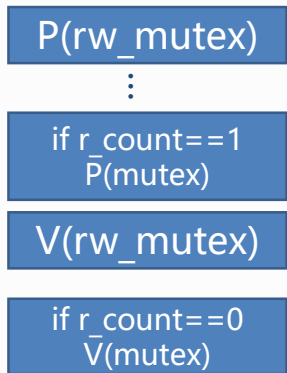 P(rw_mutex)
⋮
if r_count==1
P(mutex)
V(rw_mutex)
if r_count==0
V(mutex)